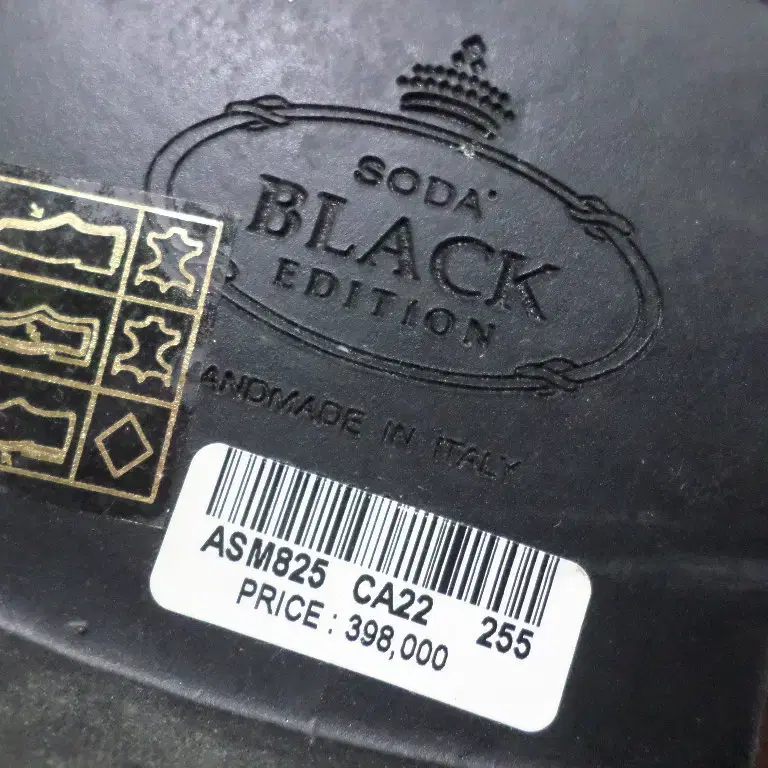 SODA
BLACK
EDITION
ANDMADE IN ITALY
ASM825 CA22 255
PRICE : 398,000